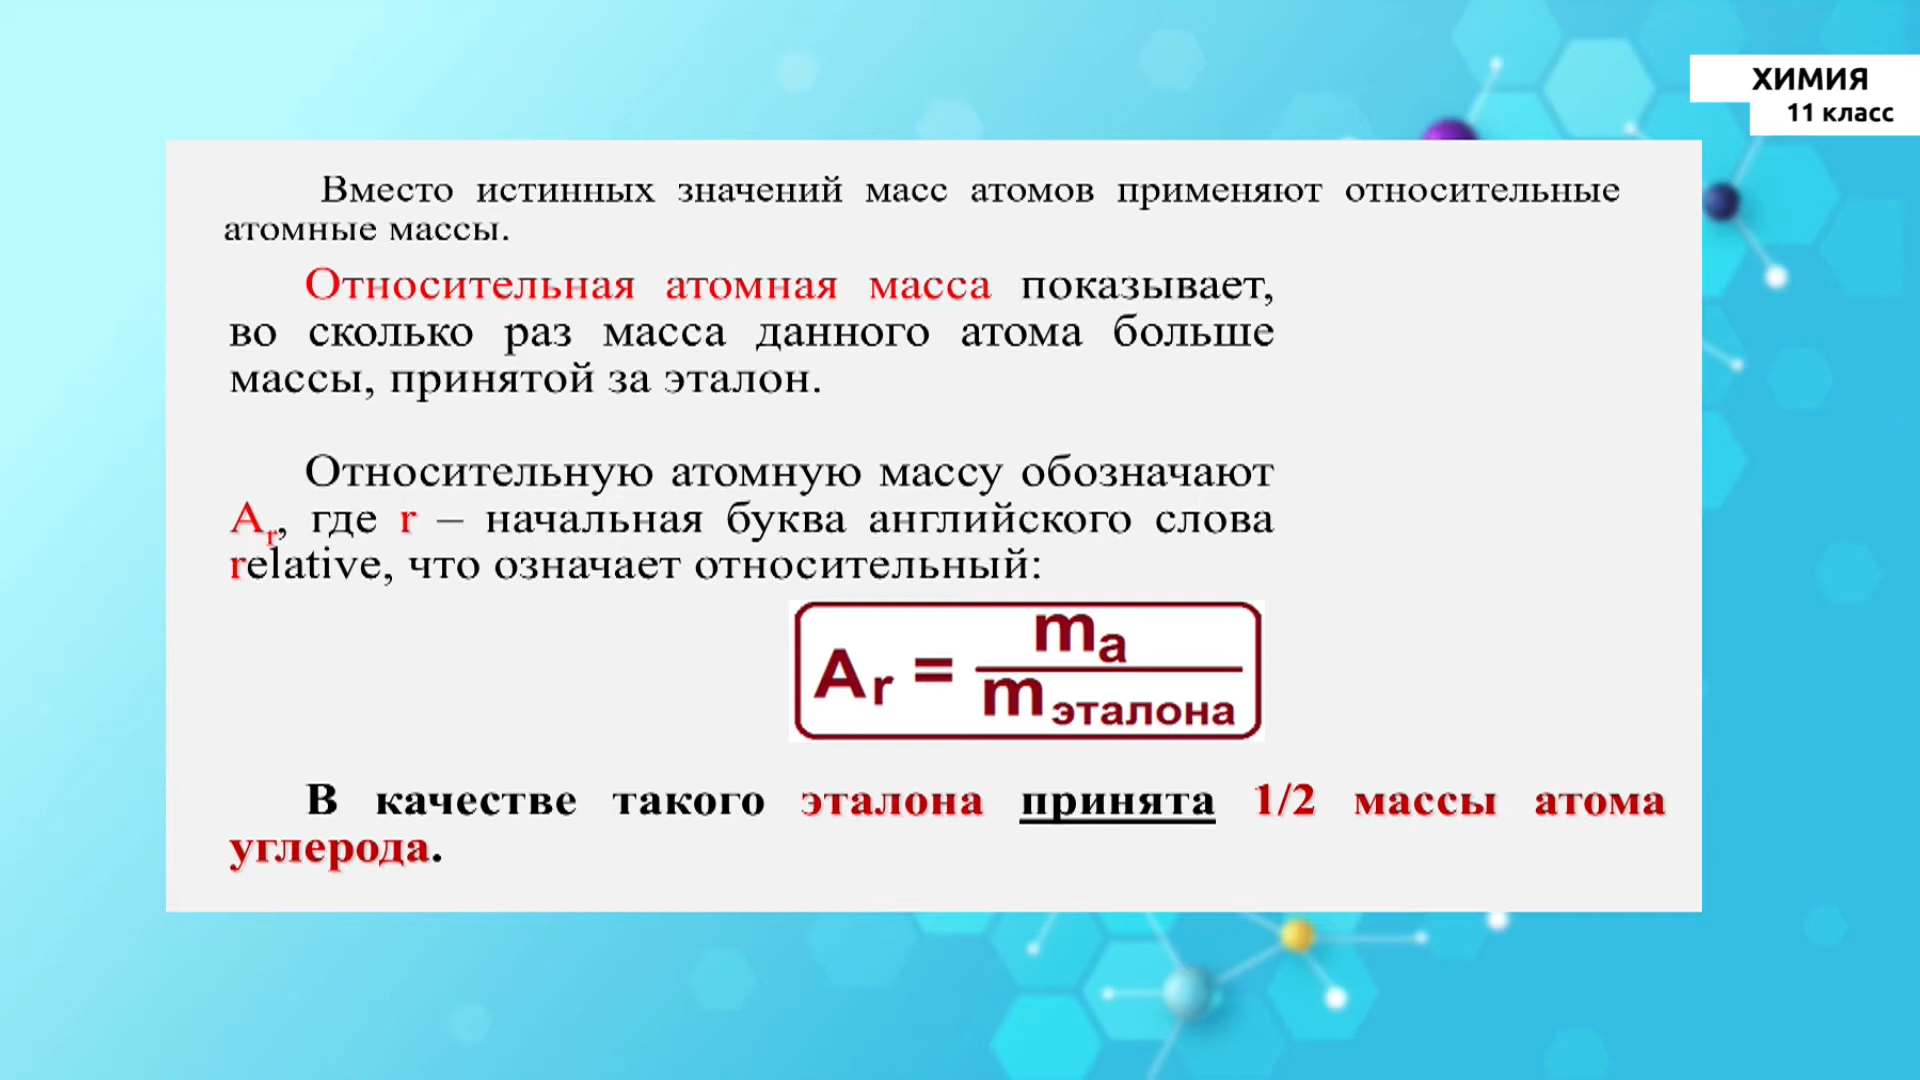 ХИМИЯ
11 класс
Вместо истинных значений масс атомов применяют относительные
атомные массы.
Относительная атомная масса показывает,
во сколько раз масса данного атома больше
массы, принятой за эталон.
Относительную атомную массу обозначают
Ar, где r – начальная буква английского слова
relative, что означает относительный:
Ar = ma / mэталона
В качестве такого эталона принята 1/2 массы атома
углерода.